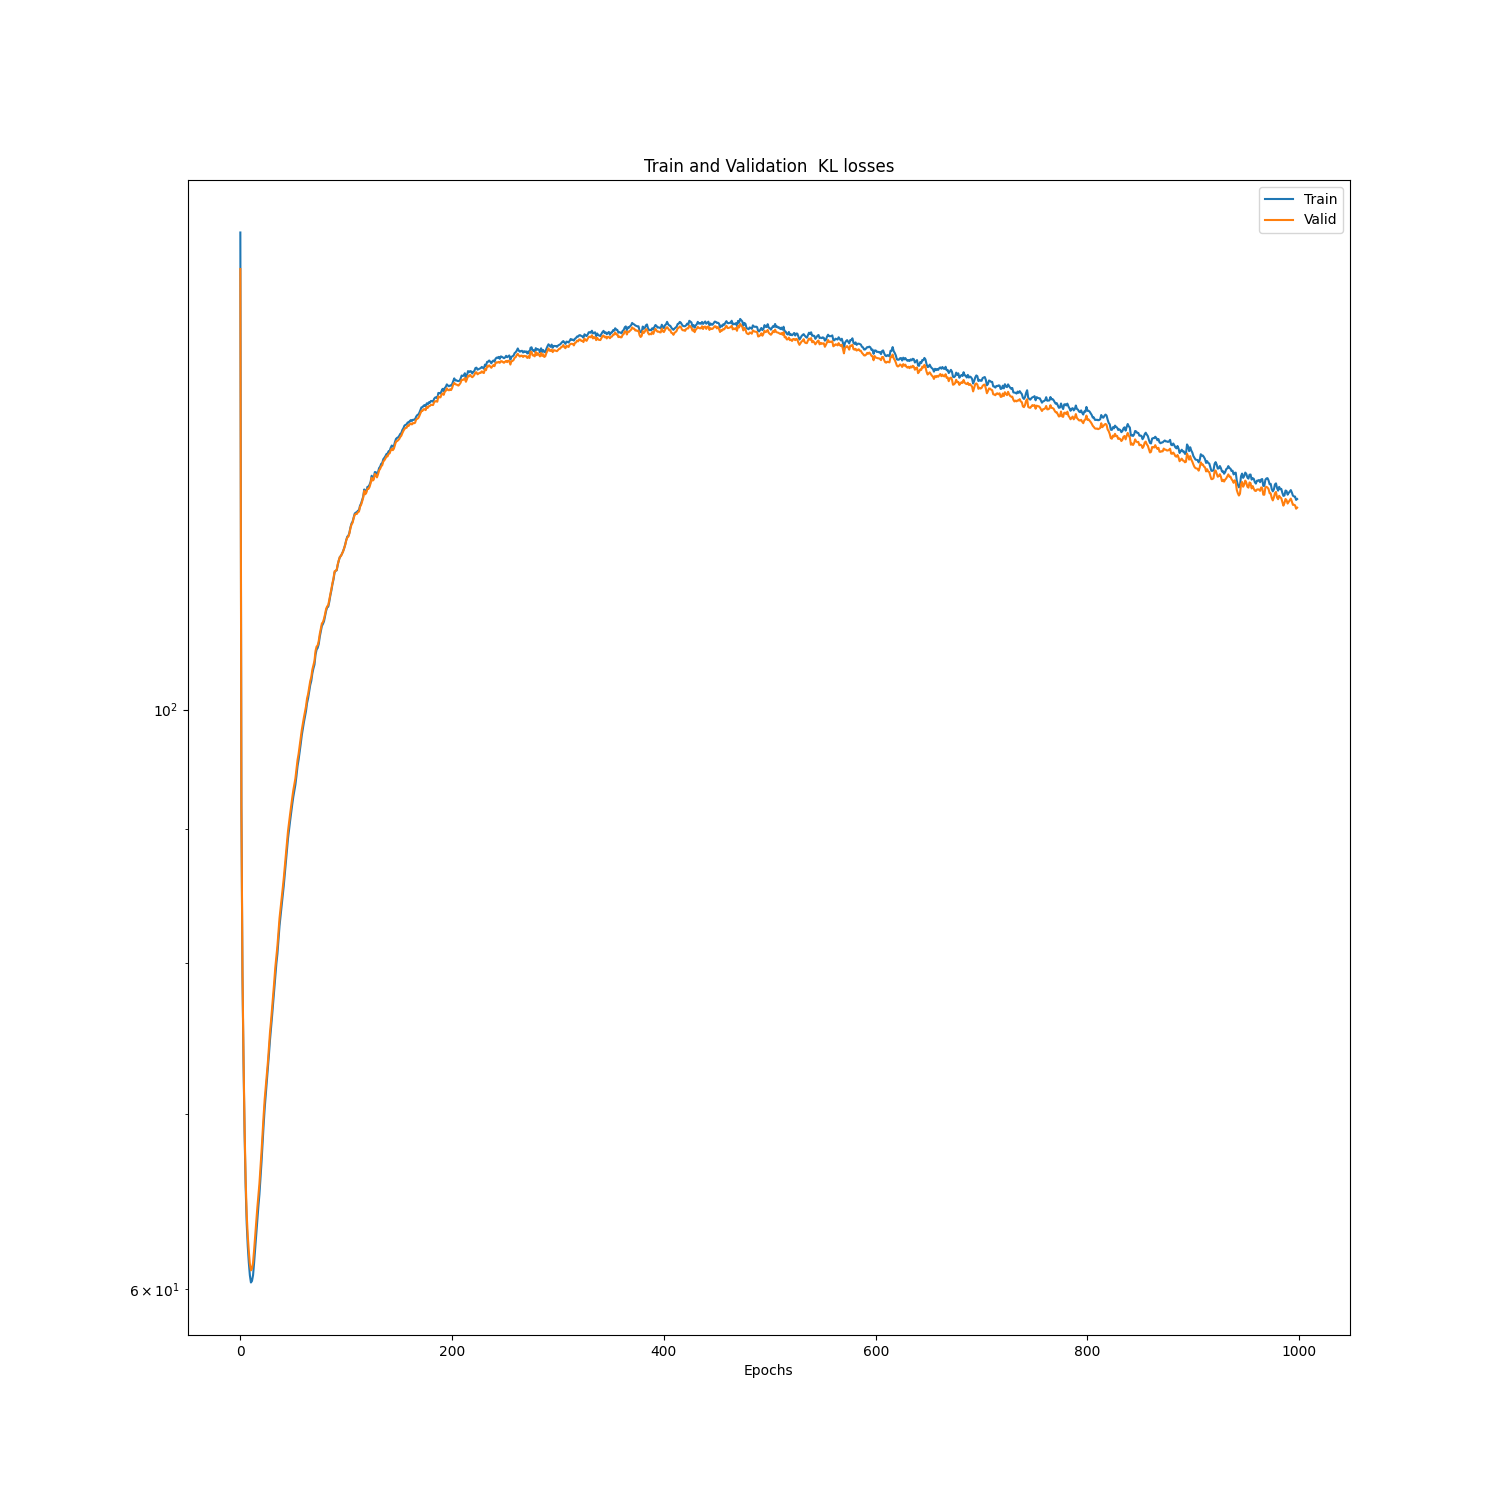 Train and Validation  KL losses
Train
Valid
10²
6 × 10¹
0 200 400 600 800 1000
Epochs